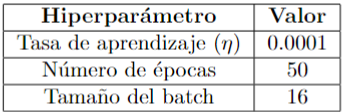 Hiperparámetro Valor
Tasa de aprendizaje (η) 0.0001
Número de épocas 50
Tamaño del batch 16